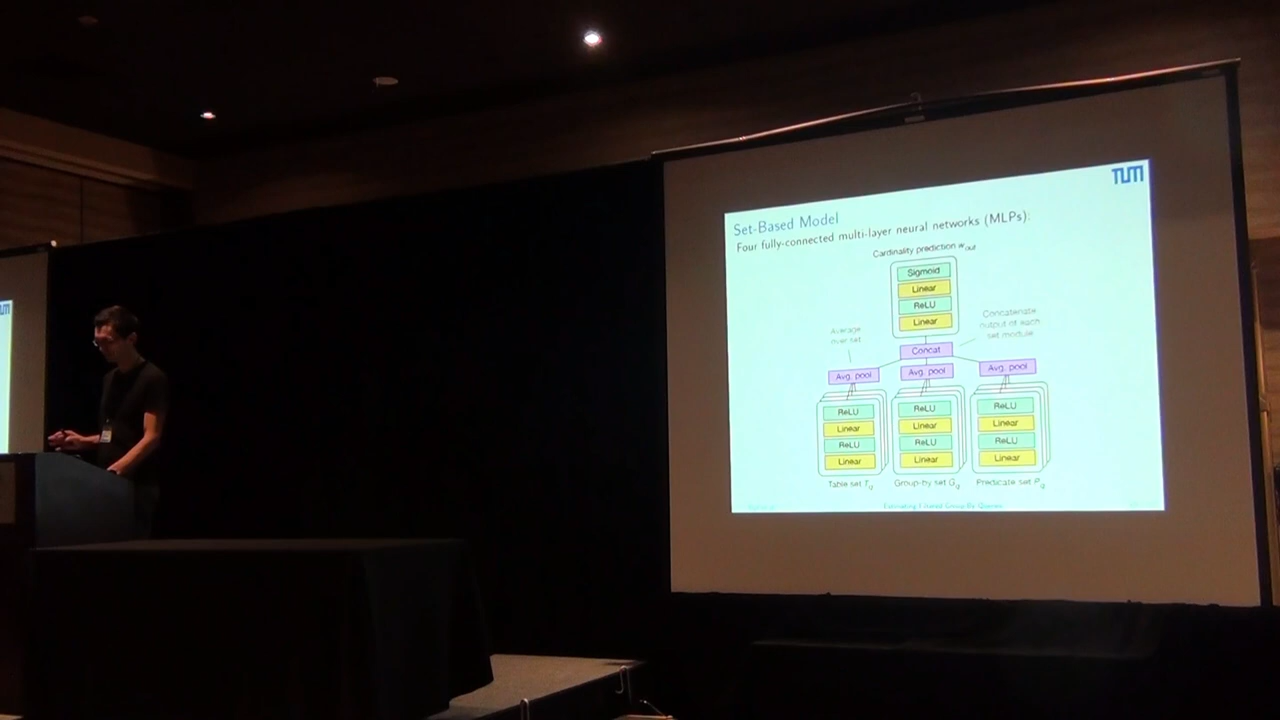 TUM
Set-Based Model
Four fully-connected multi-layer neural networks (MLPs):
Cardinality prediction w_out
Sigmoid
Linear
ReLU
Linear
Average
over set
Concatenate
output of each
set module
Concat
Avg. pool
Avg. pool
Avg. pool
ReLU
Linear
ReLU
Linear
ReLU
Linear
ReLU
Linear
ReLU
Linear
ReLU
Linear
Table set T_q
Group-by set G_q
Predicate set P_q
Estimating Filtered Group-By Queries